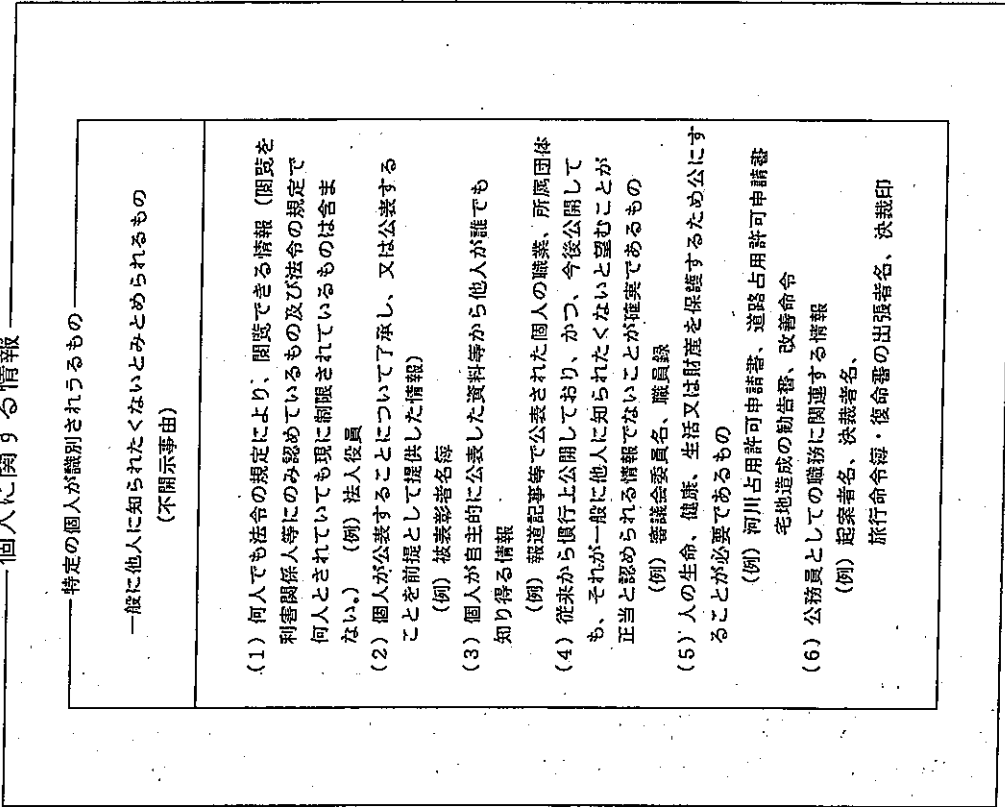 個人に関する情報
特定の個人が識別されうるもの
一般に他人に知られたくないとみとめられるもの
(不開示事由)
(1) 何人でも法令の規定により、閲覧できる情報 (閲覧を
利害関係人等にのみ認めているもの及び法令の規定で
何人とされていても現に制限されているものは含ま
ない。) (例) 法人役員
(2) 個人が公表することについて了承し、又は公表する
ことを前提として提供した情報)
(例) 被表彰者名簿
(3) 個人が自主的に公表した資料等から他人が誰でも
知り得る情報
(例) 報道記事等で公表された個人の職業、所属団体
(4) 従来から慣行上公開しており、かつ、今後公開して
も、それが一般に他人に知られたくないと望むことが
正当と認められる情報でないことが確実であるもの
(例) 審議会委員名、職員録
(5) 人の生命、健康、生活又は財産を保護するため公にす
ることが必要であるもの
(例) 河川占用許可申請書、道路占用許可申請書
宅地造成の勧告書、改善命令
(6) 公務員としての職務に関連する情報
(例) 起案者名、決裁者名、
旅行命令簿・復命書の出張者名、決裁印